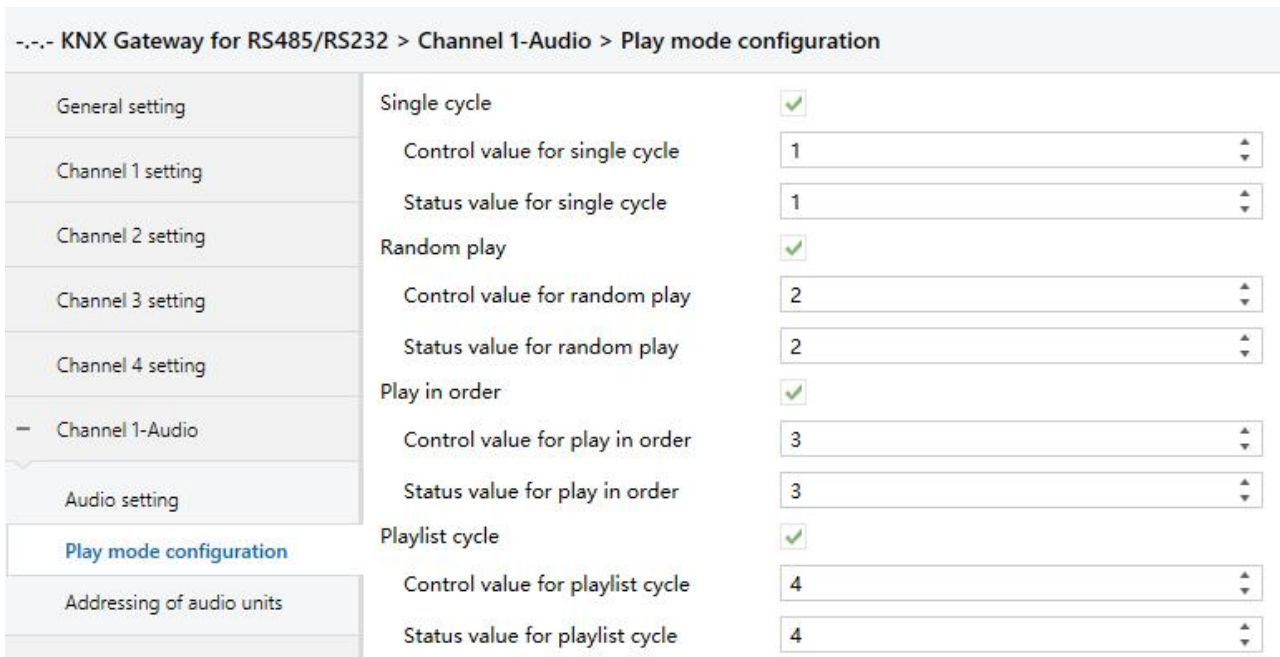 -.-.- KNX Gateway for RS485/RS232 > Channel 1-Audio > Play mode configuration
General setting
Channel 1 setting
Channel 2 setting
Channel 3 setting
Channel 4 setting
– Channel 1-Audio
Audio setting
Play mode configuration
Addressing of audio units
Single cycle
Control value for single cycle 1
Status value for single cycle 1
Random play
Control value for random play 2
Status value for random play 2
Play in order
Control value for play in order 3
Status value for play in order 3
Playlist cycle
Control value for playlist cycle 4
Status value for playlist cycle 4